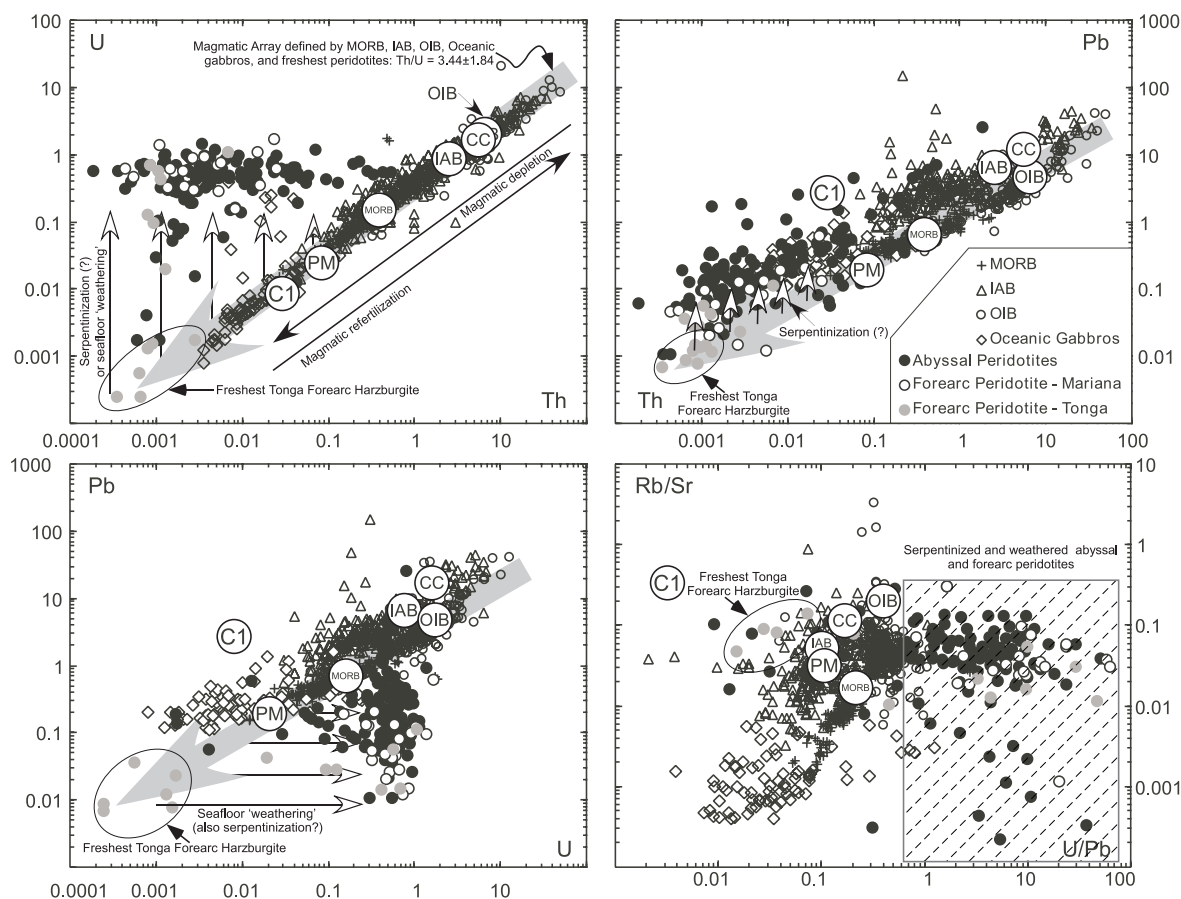 U
Magmatic Array defined by MORB, IAB, OIB, Oceanic
gabbros, and freshest peridotites: Th/U = 3.44±1.84
100
10
1
0.1
0.01
0.001
OIB
CC
IAB
MORB
PM
C1
Magmatic depletion
Magmatic refertilizatiion
Serpentinization (?)
or seafloor 'weathering'
Freshest Tonga Forearc Harzburgite
Th
0.0001
0.001
0.01
0.1
1
10
Pb
1000
100
10
1
0.1
0.01
CC
IAB
OIB
C1
MORB
PM
Serpentinization (?)
Th
Freshest Tonga
Forearc Harzburgite
MORB
IAB
OIB
Oceanic Gabbros
Abyssal Peridotites
Forearc Peridotite - Mariana
Forearc Peridotite - Tonga
0.001
0.01
0.1
1
10
100
Pb
1000
100
10
1
0.1
0.01
CC
IAB
OIB
C1
MORB
PM
Seafloor 'weathering'
(also serpentinization?)
Freshest Tonga Forearc Harzburgite
U
0.0001
0.001
0.01
0.1
1
10
Rb/Sr
10
1
0.1
0.01
0.001
Serpentinized and weathered abyssal
and forearc peridotites
C1
Freshest Tonga
Forearc Harzburgite
OIB
CC
IAB
PM
MORB
U/Pb
0.01
0.1
1
10
100